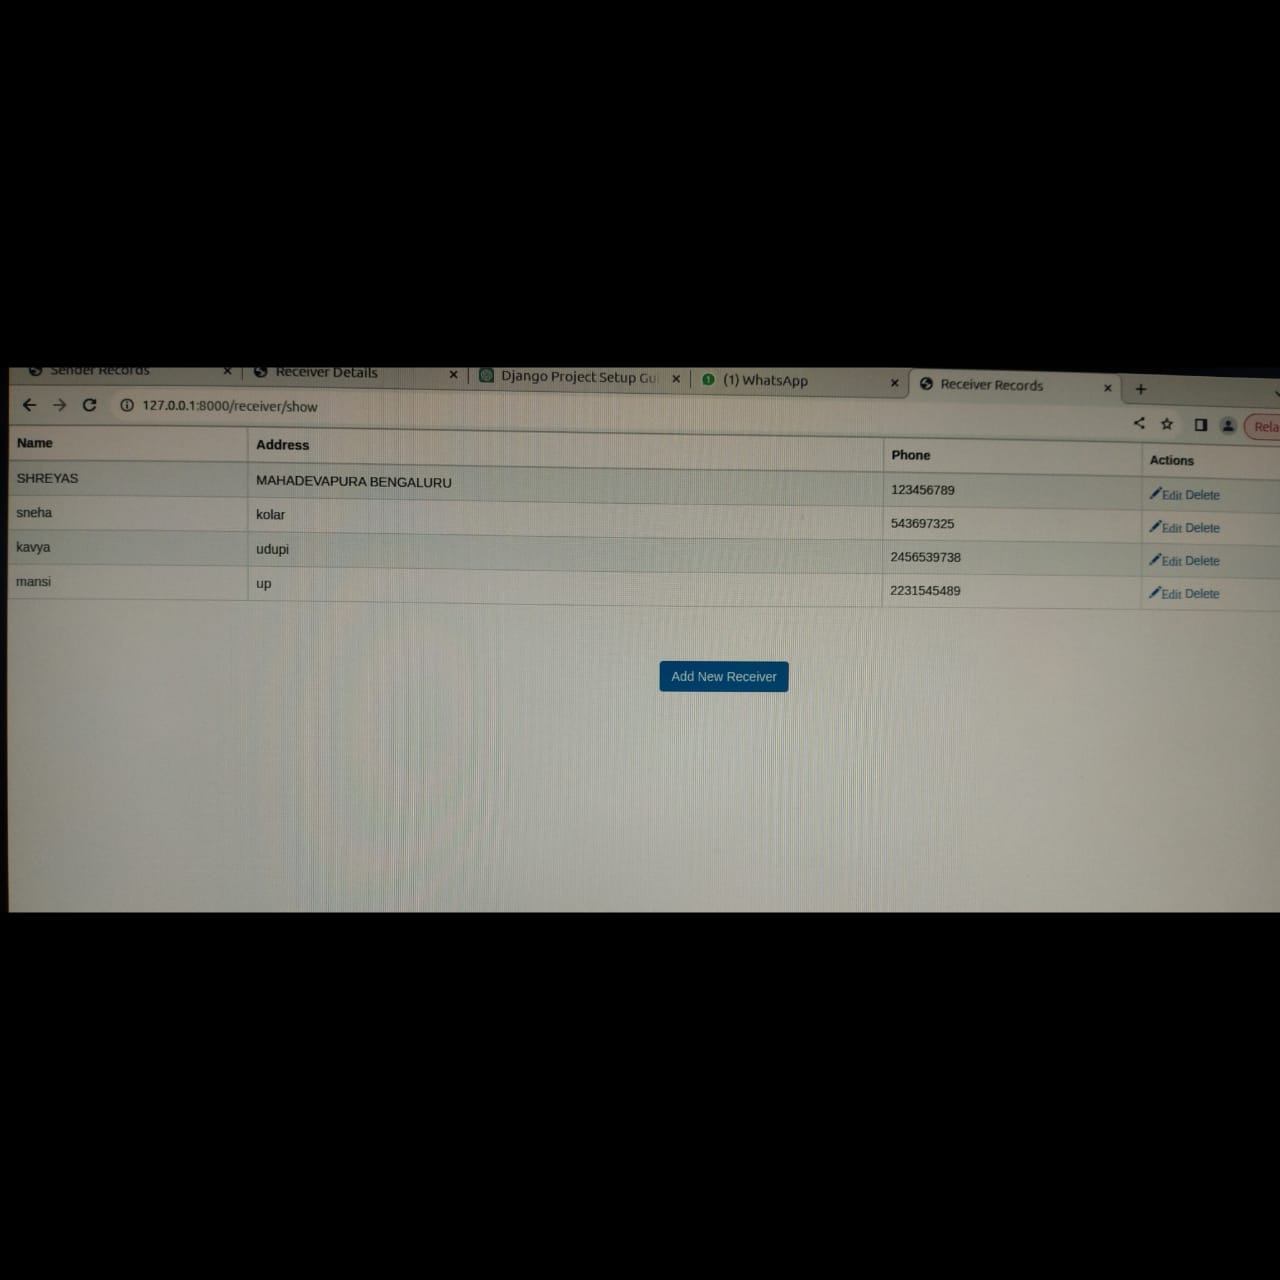 Sender Records Receiver Details Django Project Setup Gui (1) WhatsApp Receiver Records
127.0.0.1:8000/receiver/show Rela
Name Address Phone Actions
SHREYAS MAHADEVAPURA BENGALURU 123456789 Edit Delete
sneha kolar 543697325 Edit Delete
kavya udupi 2456539738 Edit Delete
mansi up 2231545489 Edit Delete
Add New Receiver